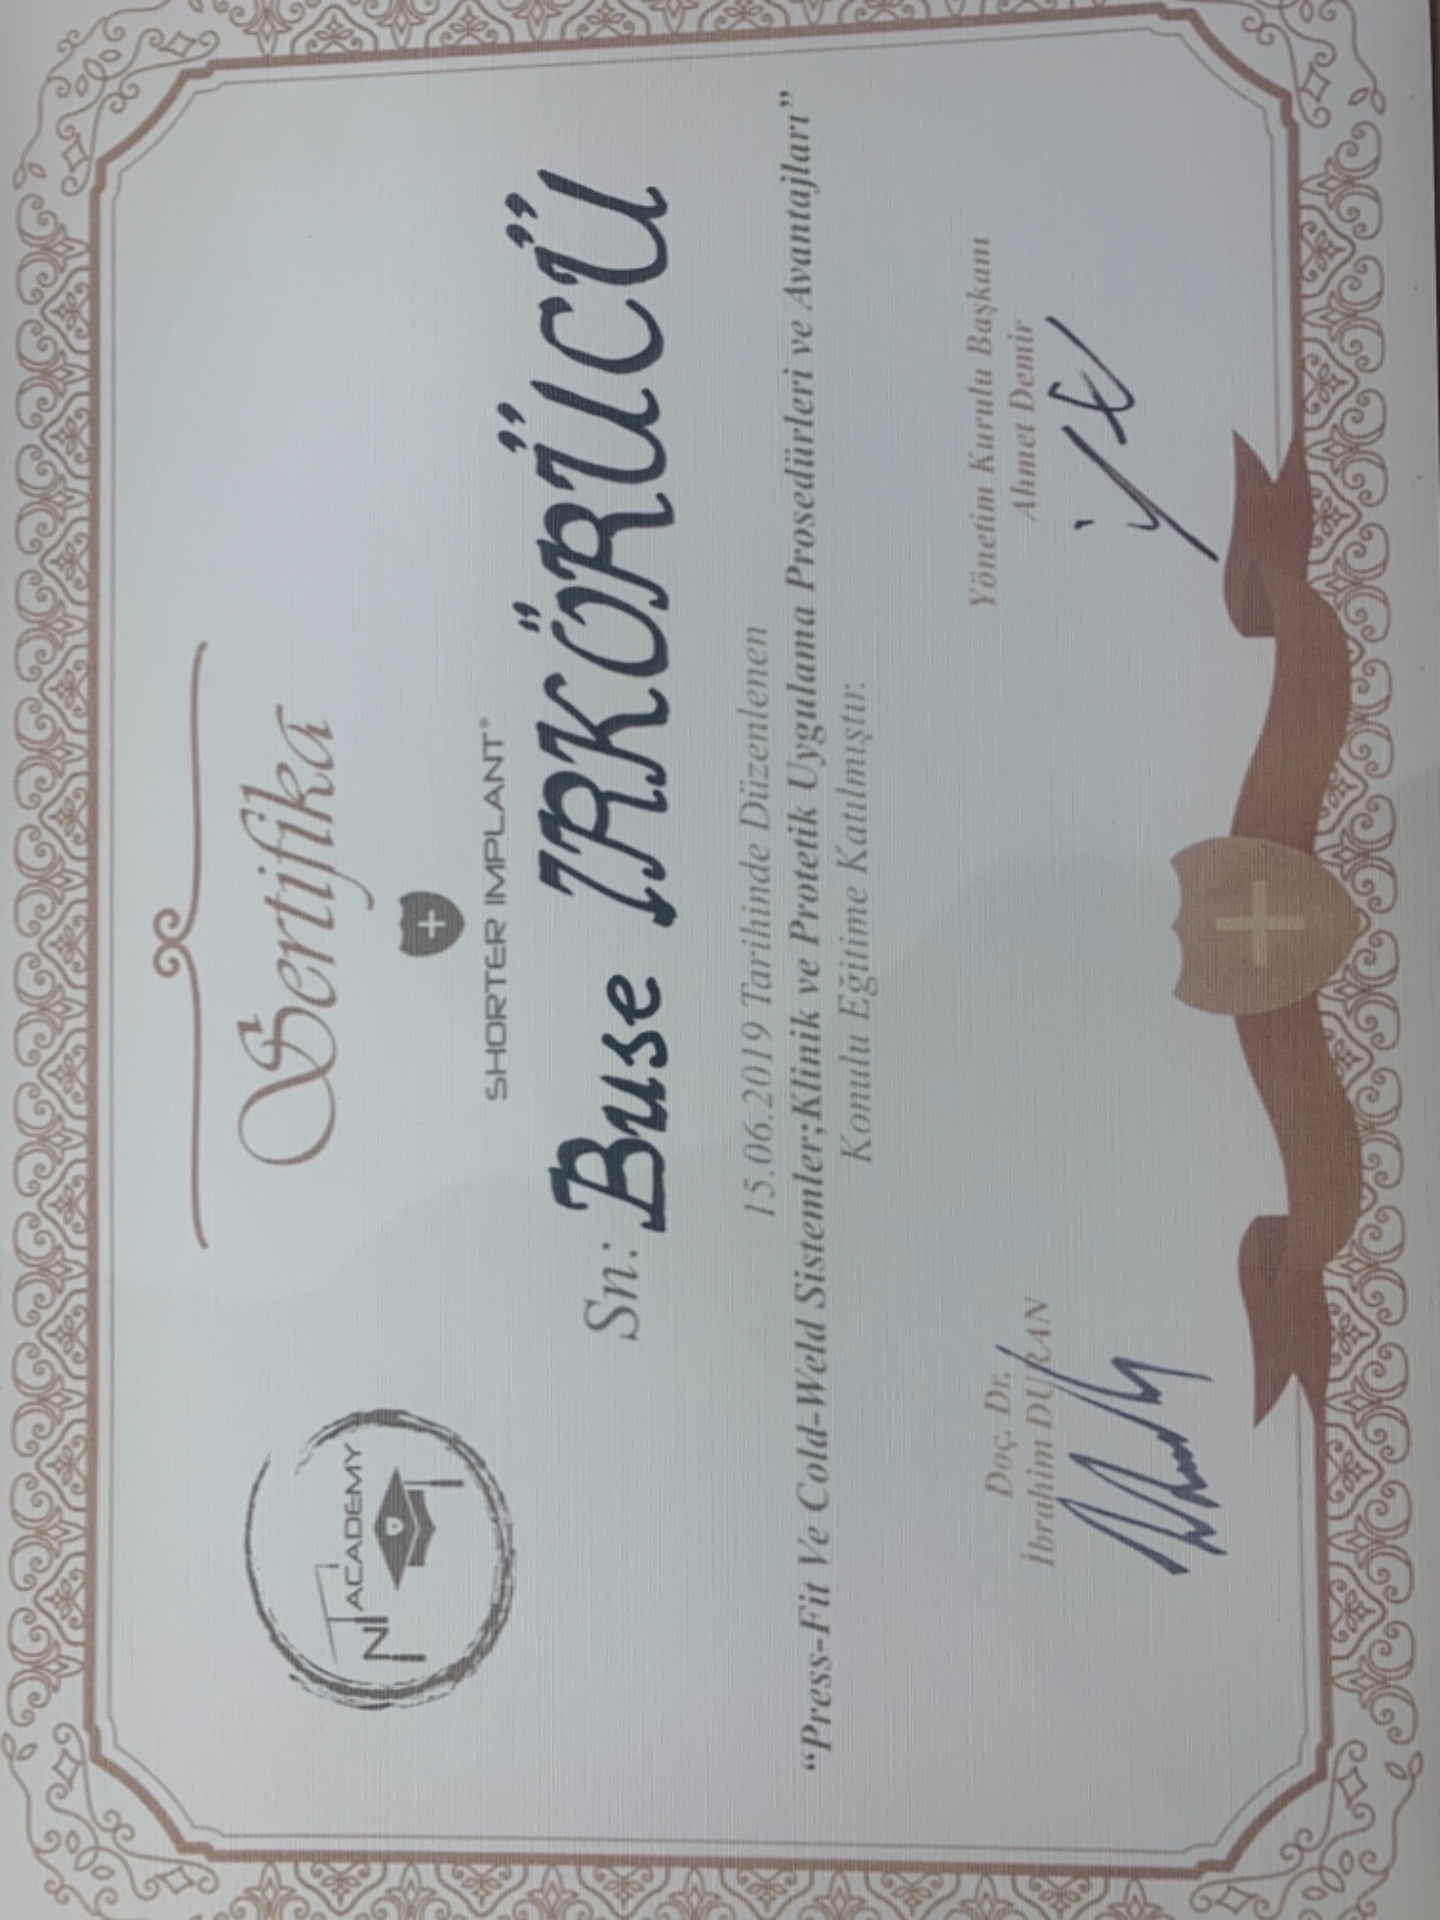 NT ACADEMY
Sertifika
SHORTER IMPLANT®
Sn: Buse IRKÖRÜCÜ
15.06.2019 Tarihinde Düzenlenen
“Press-Fit Ve Cold-Weld Sistemler;Klinik ve Protetik Uygulama Prosedürleri ve Avantajları”
Konulu Eğitime Katılmıştır.
Doç. Dr.
İbrahim DURAN
Yönetim Kurulu Başkanı
Ahmet Demir